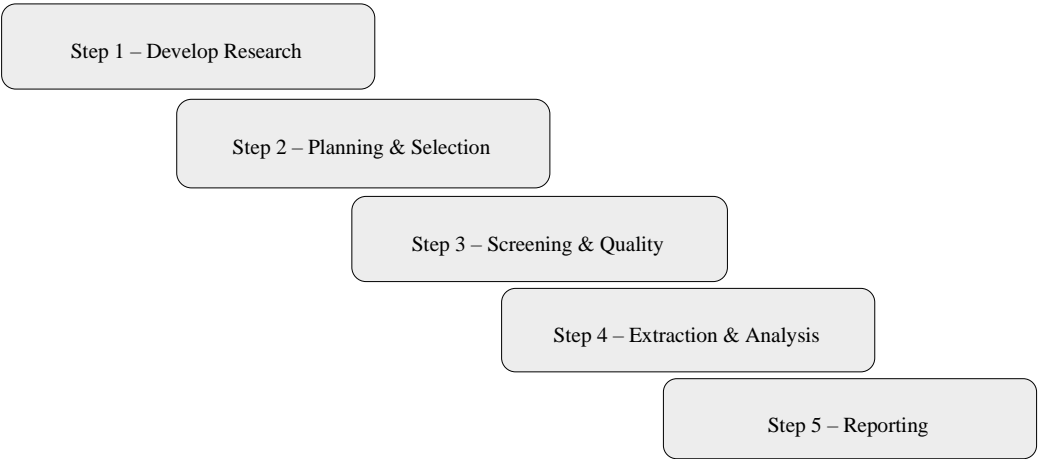 Step 1 – Develop Research
Step 2 – Planning & Selection
Step 3 – Screening & Quality
Step 4 – Extraction & Analysis
Step 5 – Reporting